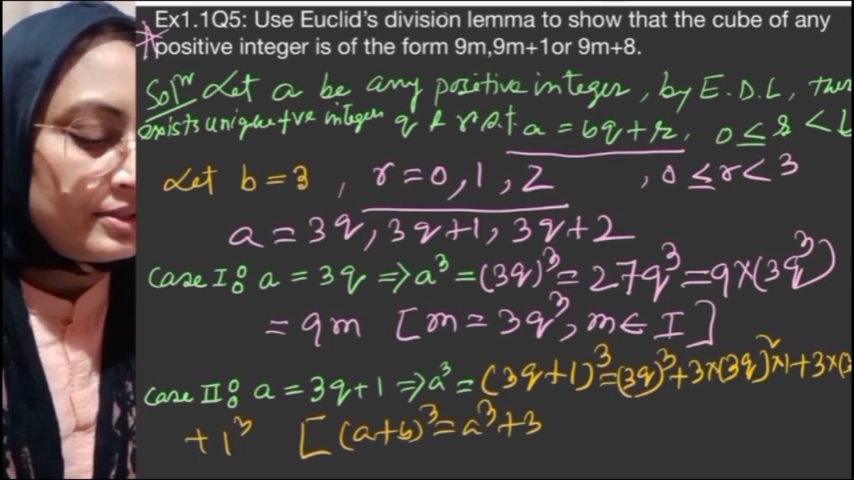 Ex1.1Q5: Use Euclid's division lemma to show that the cube of any
positive integer is of the form 9m,9m+1or 9m+8.
Solⁿ Let a be any positive integer, by E.D.L, ther
exists unique +ve integer q & r s.t. a = bq + r, 0 ≤ r < b
Let b = 3 , r = 0, 1, 2 , 0 ≤ r < 3
a = 3q, 3q+1, 3q+2
Case I: a = 3q => a³ = (3q)³ = 27q³ = 9×(3q³)
= 9m [m = 3q³, m ∈ I]
case II: a = 3q+1 => a³ = (3q+1)³ = (3q)³+3×(3q)²×1+3×(3
+1³ [(a+b)³ = a³+3